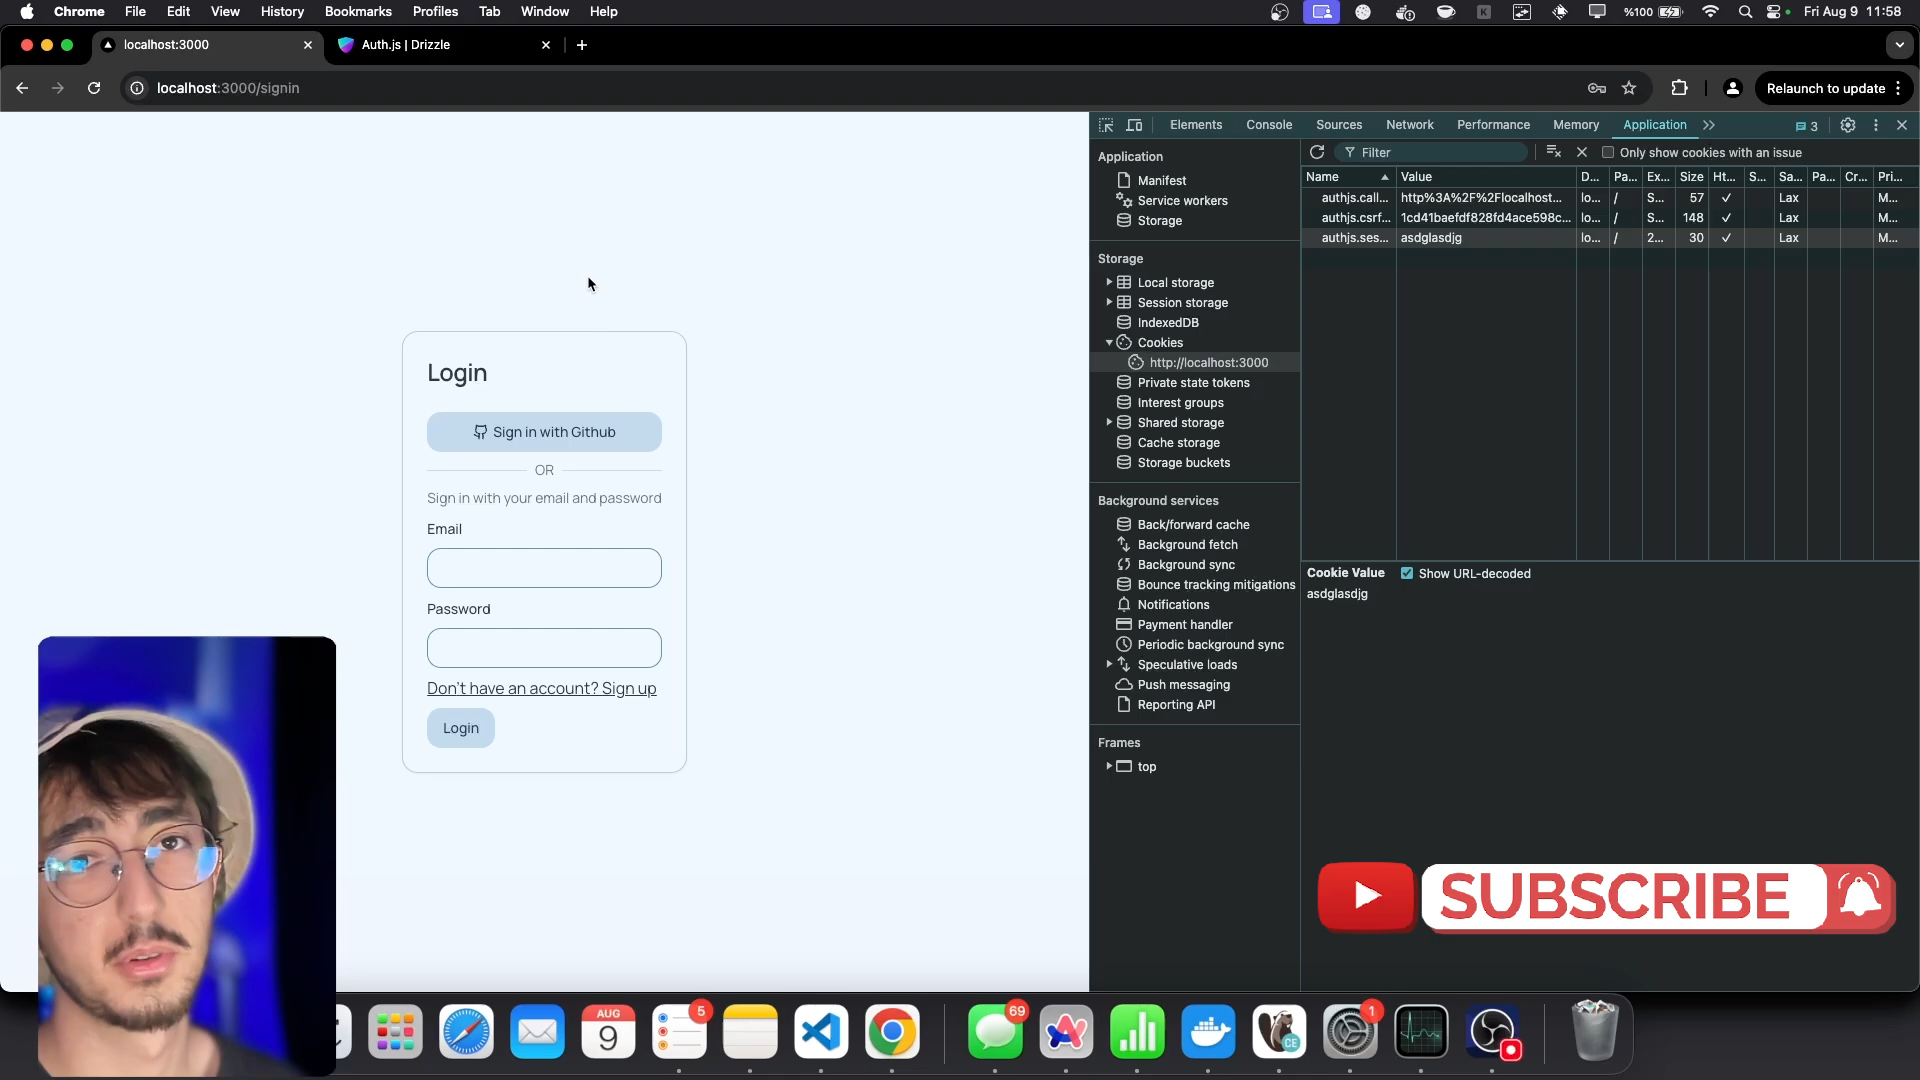 Chrome File Edit View History Bookmarks Profiles Tab Window Help
%100 Fri Aug 9 11:58
localhost:3000
Auth.js | Drizzle
localhost:3000/signin
Relaunch to update
Elements Console Sources Network Performance Memory Application 3
Application
Manifest
Service workers
Storage
Storage
Local storage
Session storage
IndexedDB
Cookies
http://localhost:3000
Private state tokens
Interest groups
Shared storage
Cache storage
Storage buckets
Background services
Back/forward cache
Background fetch
Background sync
Bounce tracking mitigations
Notifications
Payment handler
Periodic background sync
Speculative loads
Push messaging
Reporting API
Frames
top
Filter Only show cookies with an issue
Name Value D... Pa... Ex... Size Ht... S... Sa... Pa... Cr... Pri...
authjs.call... http%3A%2F%2Flocalhost... lo... / S... 57 ✓ Lax M...
authjs.csrf... 1cd41baefdf828fd4ace598c... lo... / S... 148 ✓ Lax M...
authjs.ses... asdglasdjg lo... / 2... 30 ✓ Lax M...
Cookie Value Show URL-decoded
asdglasdjg
Login
Sign in with Github
OR
Sign in with your email and password
Email
Password
Don't have an account? Sign up
Login
SUBSCRIBE
AUG
9
5
69
CE
1